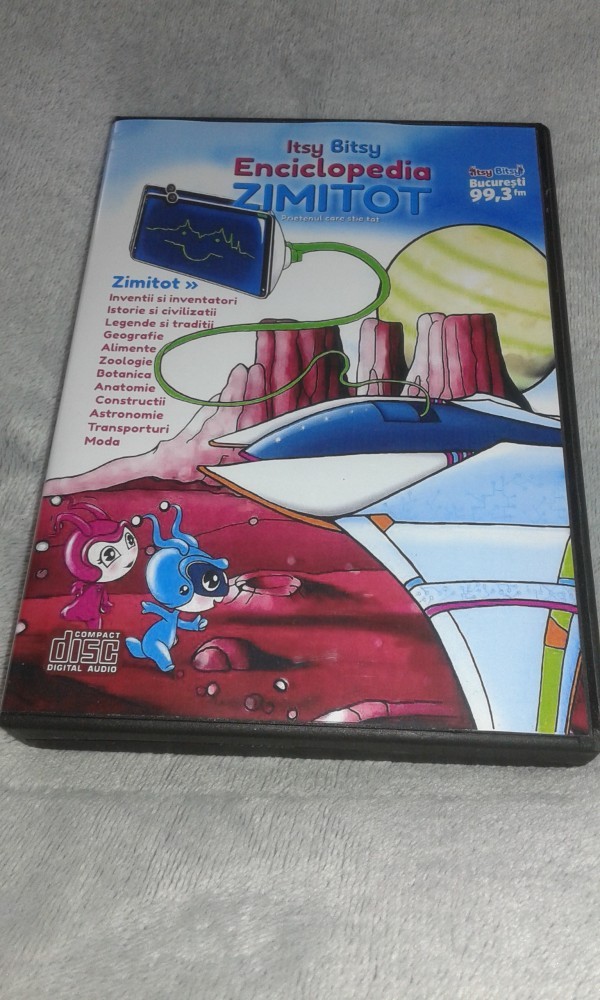 Itsy Bitsy
Enciclopedia
ZIMITOT
Prietenul care stie tot
Itsy Bitsy
Bucureşti
99,3 fm
Zimitot »
Inventii si inventatori
Istorie si civilizatii
Legende si traditii
Geografie
Alimente
Zoologie
Botanica
Anatomie
Constructii
Astronomie
Transporturi
Moda
COMPACT
disc
DIGITAL AUDIO